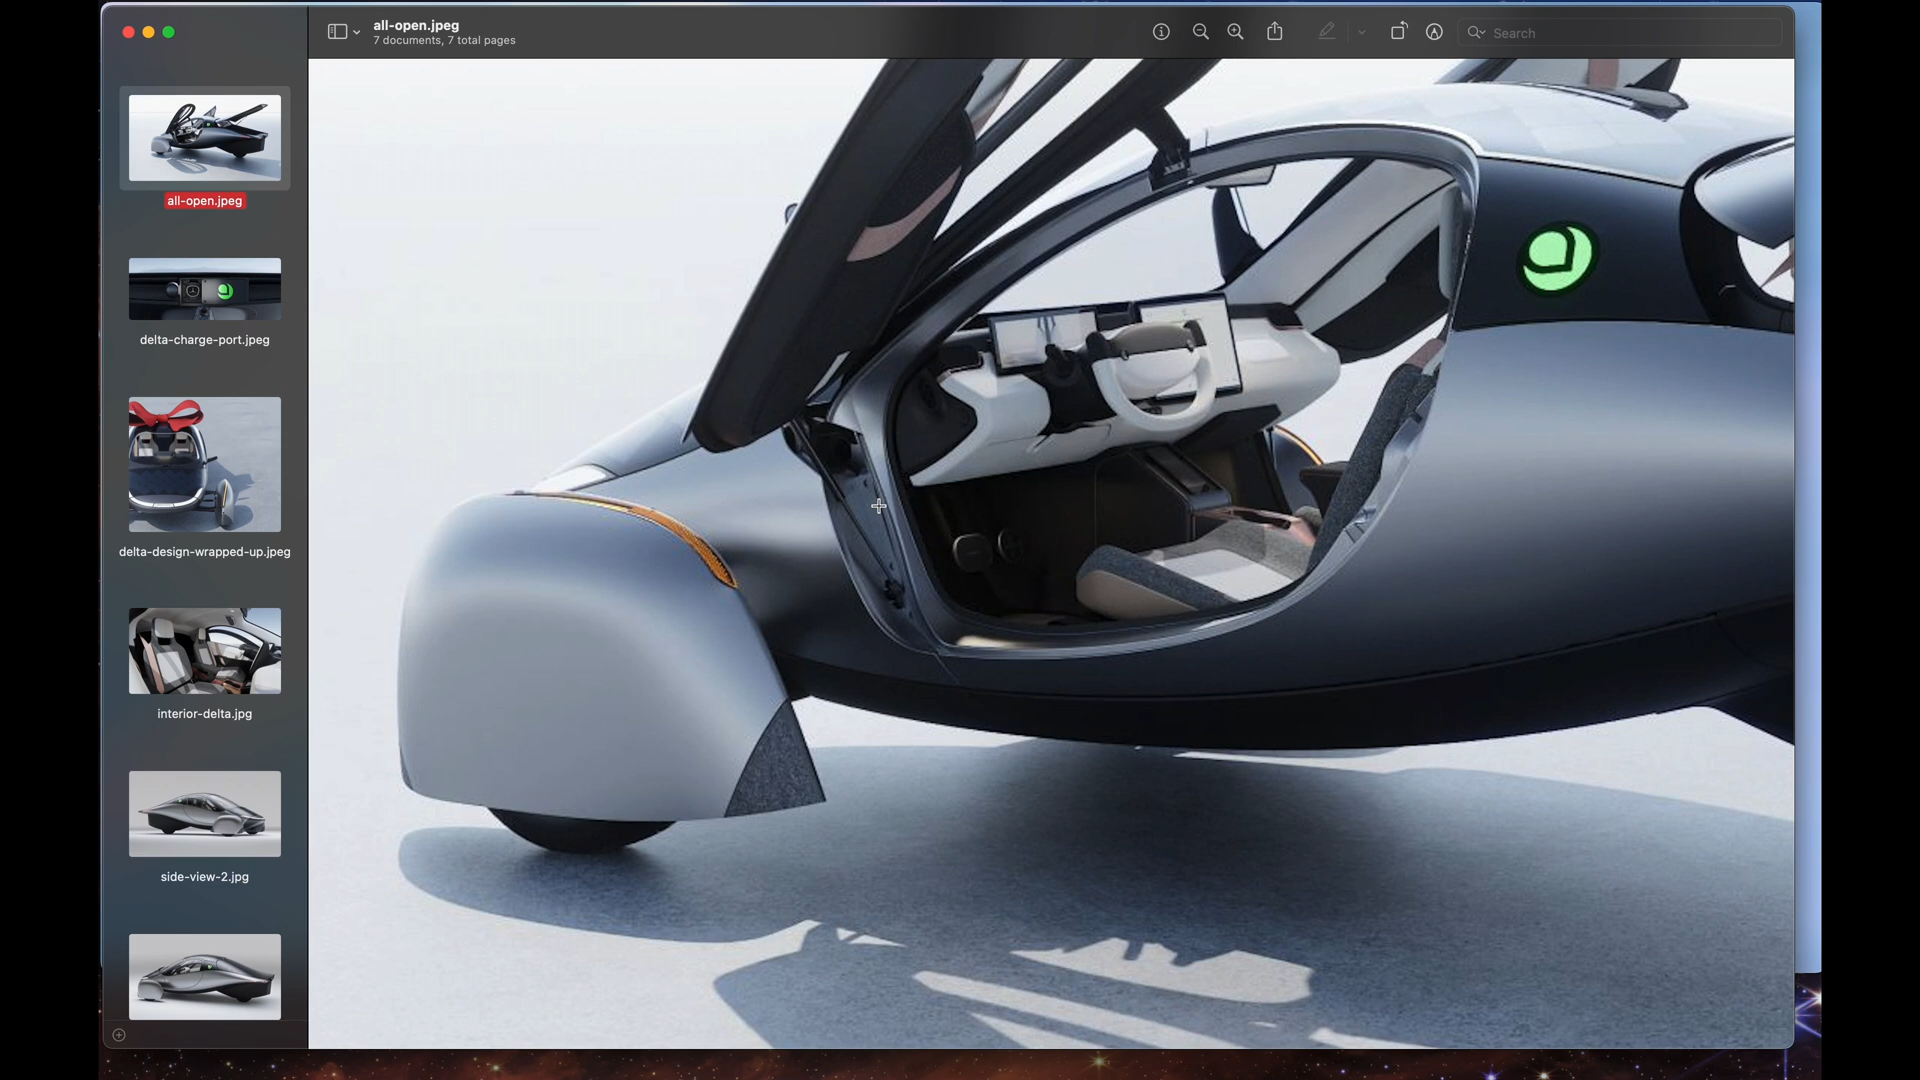 all-open.jpeg
7 documents, 7 total pages
Search
all-open.jpeg
delta-charge-port.jpeg
delta-design-wrapped-up.jpeg
interior-delta.jpg
side-view-2.jpg